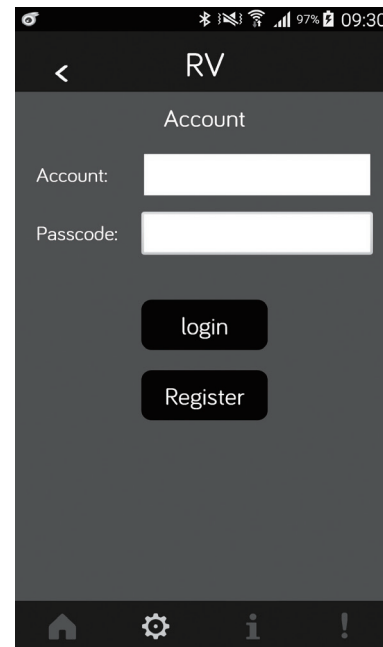 97% 09:30
RV
Account
Account:
Passcode:
login
Register